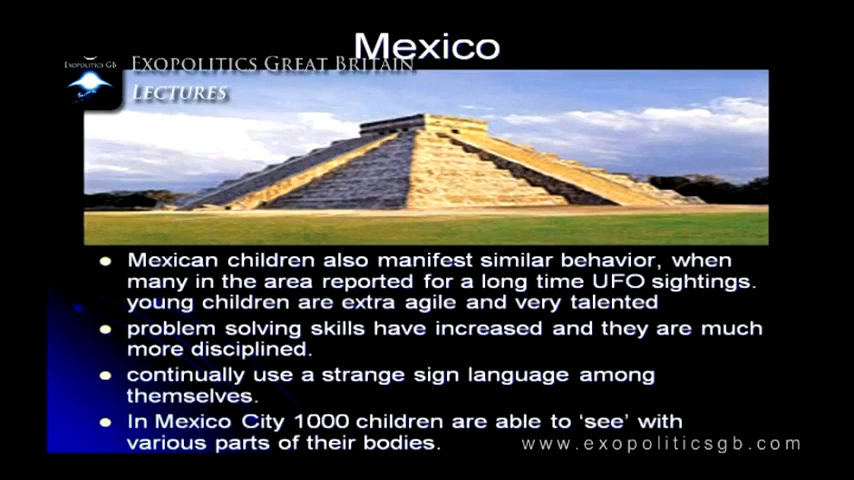 Mexico
EXOPOLITICS GB
EXOPOLITICS GREAT BRITAIN
LECTURES
Mexican children also manifest similar behavior, when
many in the area reported for a long time UFO sightings.
young children are extra agile and very talented
problem solving skills have increased and they are much
more disciplined.
continually use a strange sign language among
themselves.
In Mexico City 1000 children are able to ‘see’ with
various parts of their bodies.
www.exopoliticsgb.com